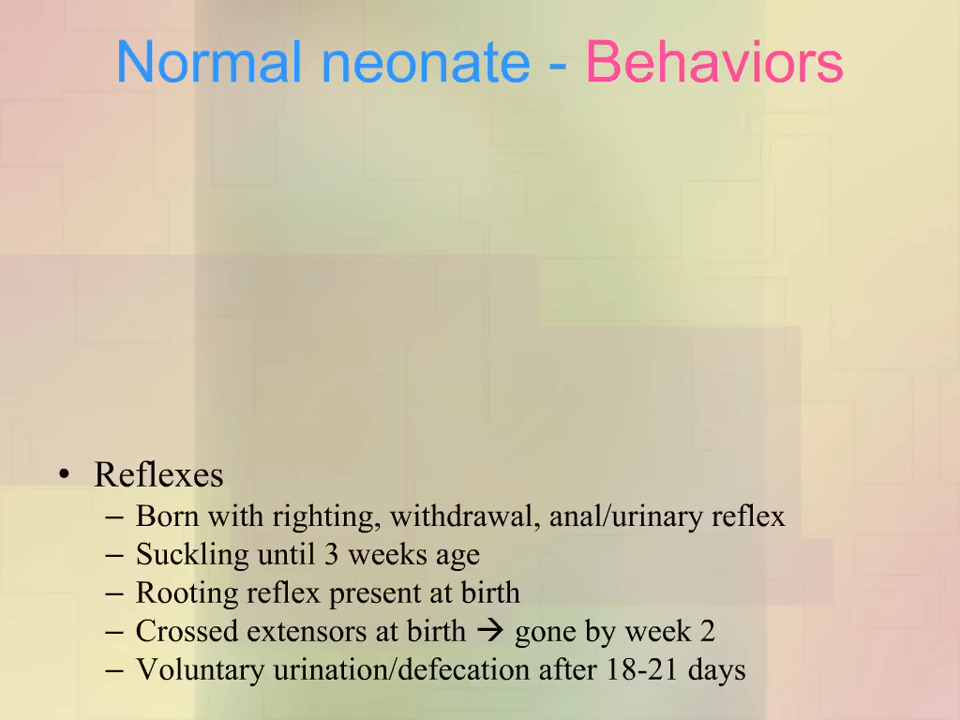 Normal neonate - Behaviors
• Reflexes
– Born with righting, withdrawal, anal/urinary reflex
– Suckling until 3 weeks age
– Rooting reflex present at birth
– Crossed extensors at birth → gone by week 2
– Voluntary urination/defecation after 18-21 days